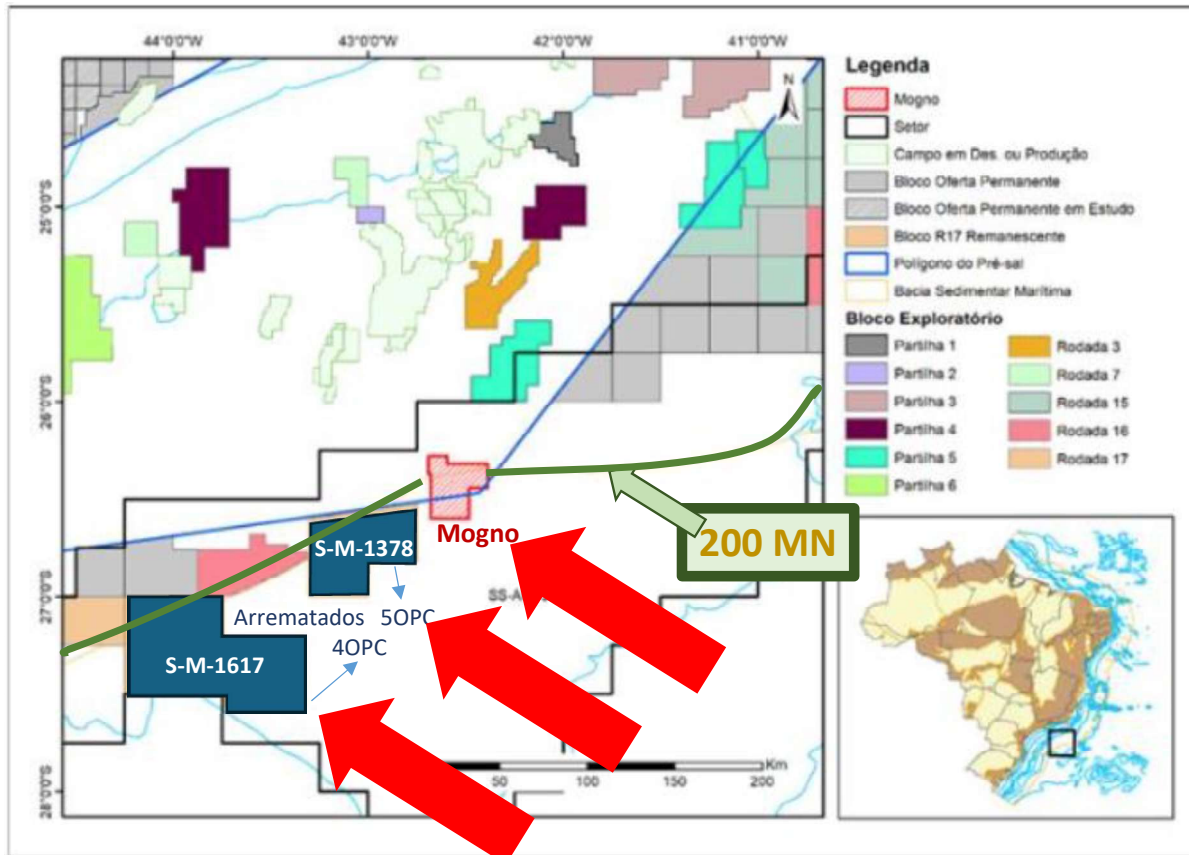 44°0'0"W 43°0'0"W 42°0'0"W 41°0'0"W
25°0'0"S
26°0'0"S
27°0'0"S
28°0'0"S
N
S-M-1378
Mogno
200 MN
Arrematados 5OPC
4OPC
S-M-1617
SS-A
50 100 150 200
Km
Legenda
Mogno
Setor
Campo em Des. ou Produção
Bloco Oferta Permanente
Bloco Oferta Permanente em Estudo
Bloco R17 Remanescente
Polígono do Pré-sal
Bacia Sedimentar Marítima
Bloco Exploratório
Partilha 1
Partilha 2
Partilha 3
Partilha 4
Partilha 5
Partilha 6
Rodada 3
Rodada 7
Rodada 15
Rodada 16
Rodada 17